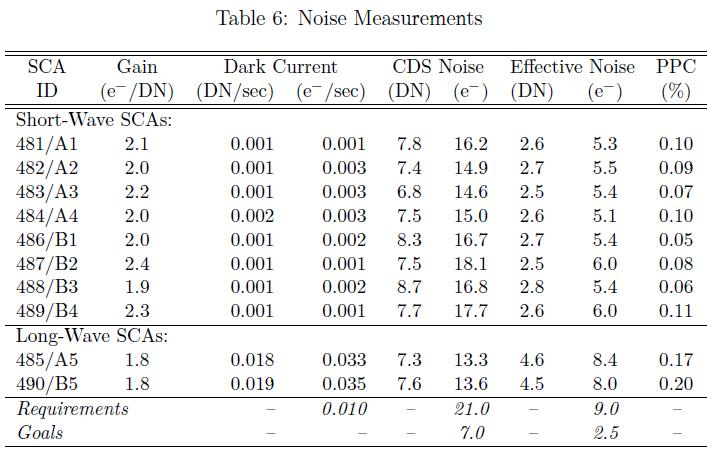 Table 6: Noise Measurements
SCA Gain Dark Current CDS Noise Effective Noise PPC
ID (e⁻/DN) (DN/sec) (e⁻/sec) (DN) (e⁻) (DN) (e⁻) (%)
Short-Wave SCAs:
481/A1 2.1 0.001 0.001 7.8 16.2 2.6 5.3 0.10
482/A2 2.0 0.001 0.003 7.4 14.9 2.7 5.5 0.09
483/A3 2.2 0.001 0.003 6.8 14.6 2.5 5.4 0.07
484/A4 2.0 0.002 0.003 7.5 15.0 2.6 5.1 0.10
486/B1 2.0 0.001 0.002 8.3 16.7 2.7 5.4 0.05
487/B2 2.4 0.001 0.001 7.5 18.1 2.5 6.0 0.08
488/B3 1.9 0.001 0.002 8.7 16.8 2.8 5.4 0.06
489/B4 2.3 0.001 0.001 7.7 17.7 2.6 6.0 0.11
Long-Wave SCAs:
485/A5 1.8 0.018 0.033 7.3 13.3 4.6 8.4 0.17
490/B5 1.8 0.019 0.035 7.6 13.6 4.5 8.0 0.20
Requirements – 0.010 – 21.0 – 9.0 –
Goals – – – 7.0 – 2.5 –